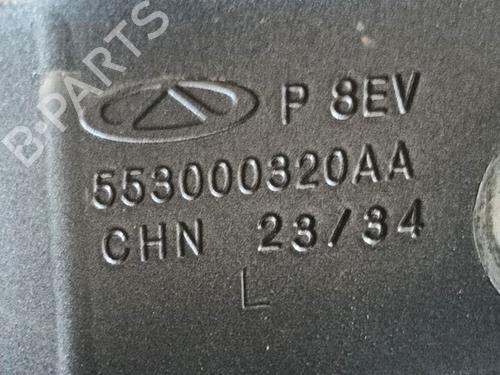 P 8EV
553000320AA
CHN 23/34
L
B-PARTS